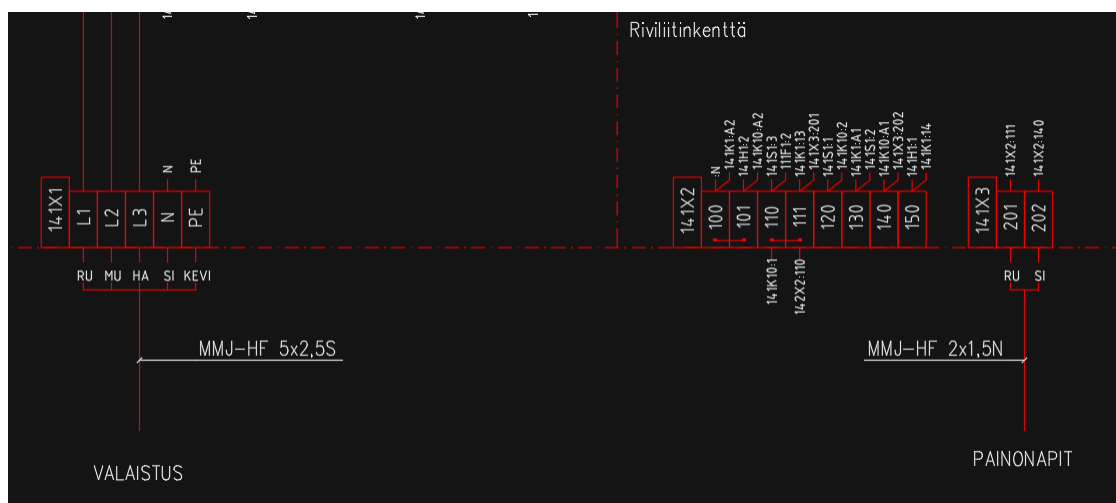 Riviliitinkenttä
N
PE
:N
141K1:A2
141H1:2
141K10:A2
141S1:3
111F1:2
141K1:13
141X3:201
141S1:1
141K10:2
141K1:A1
141S1:2
141K10:A1
141X3:202
141H1:1
141K1:14
141X2:111
141X2:140
141X1 L1 L2 L3 N PE
141X2 100 101 110 111 120 130 140 150
141X3 201 202
RU MU HA SI KEVI
141K10:1
142X2:110
RU SI
MMJ-HF 5x2,5S
MMJ-HF 2x1,5N
VALAISTUS
PAINONAPIT